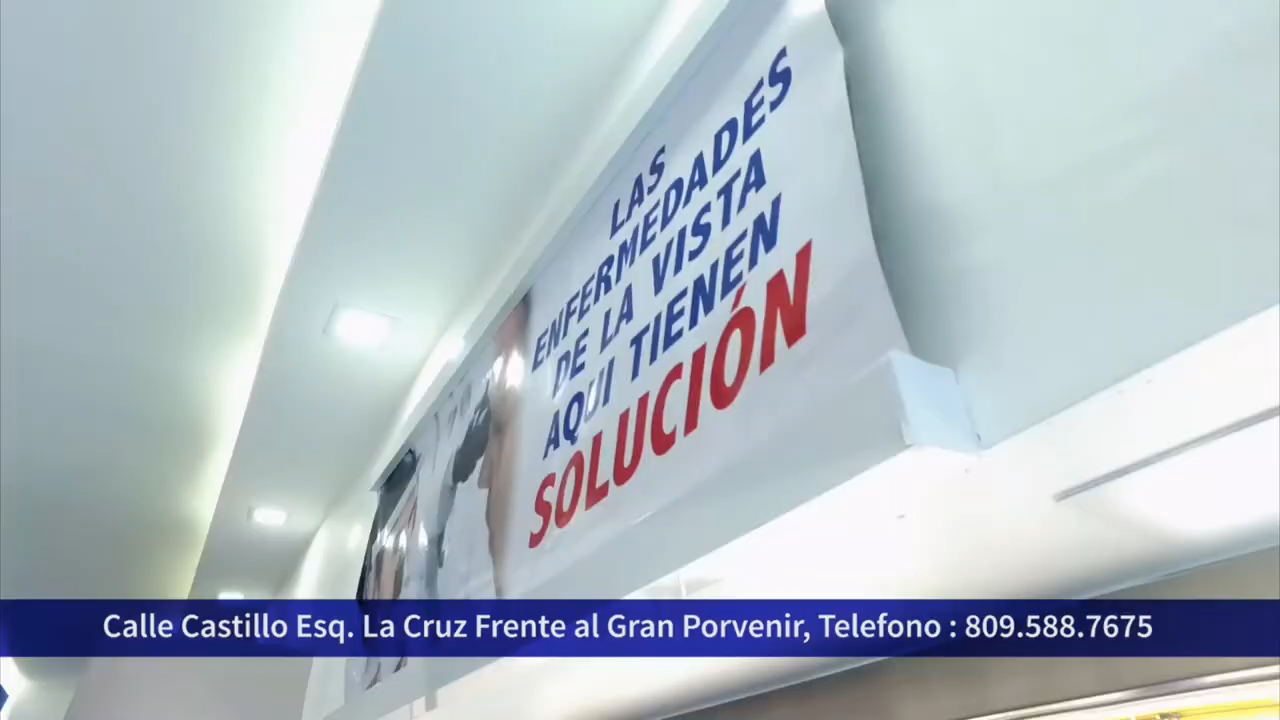 LAS
ENFERMEDADES
DE LA VISTA
AQUI TIENEN
SOLUCIÓN
Calle Castillo Esq. La Cruz Frente al Gran Porvenir, Telefono : 809.588.7675